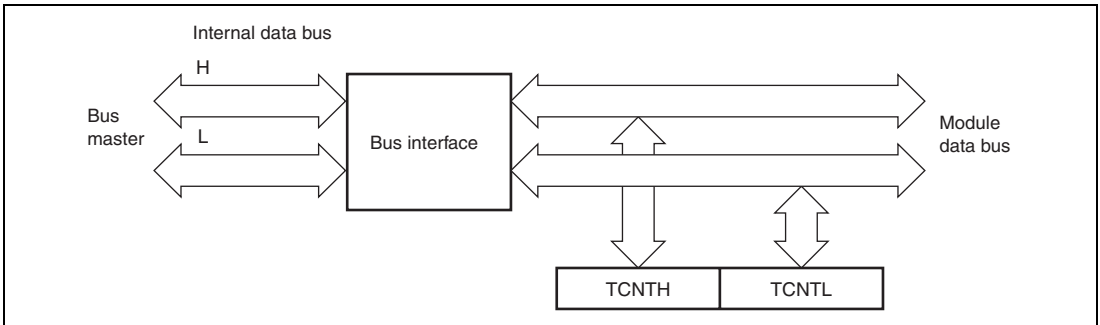 Internal data bus
H
Bus
master
L
Bus interface
Module
data bus
TCNTH
TCNTL